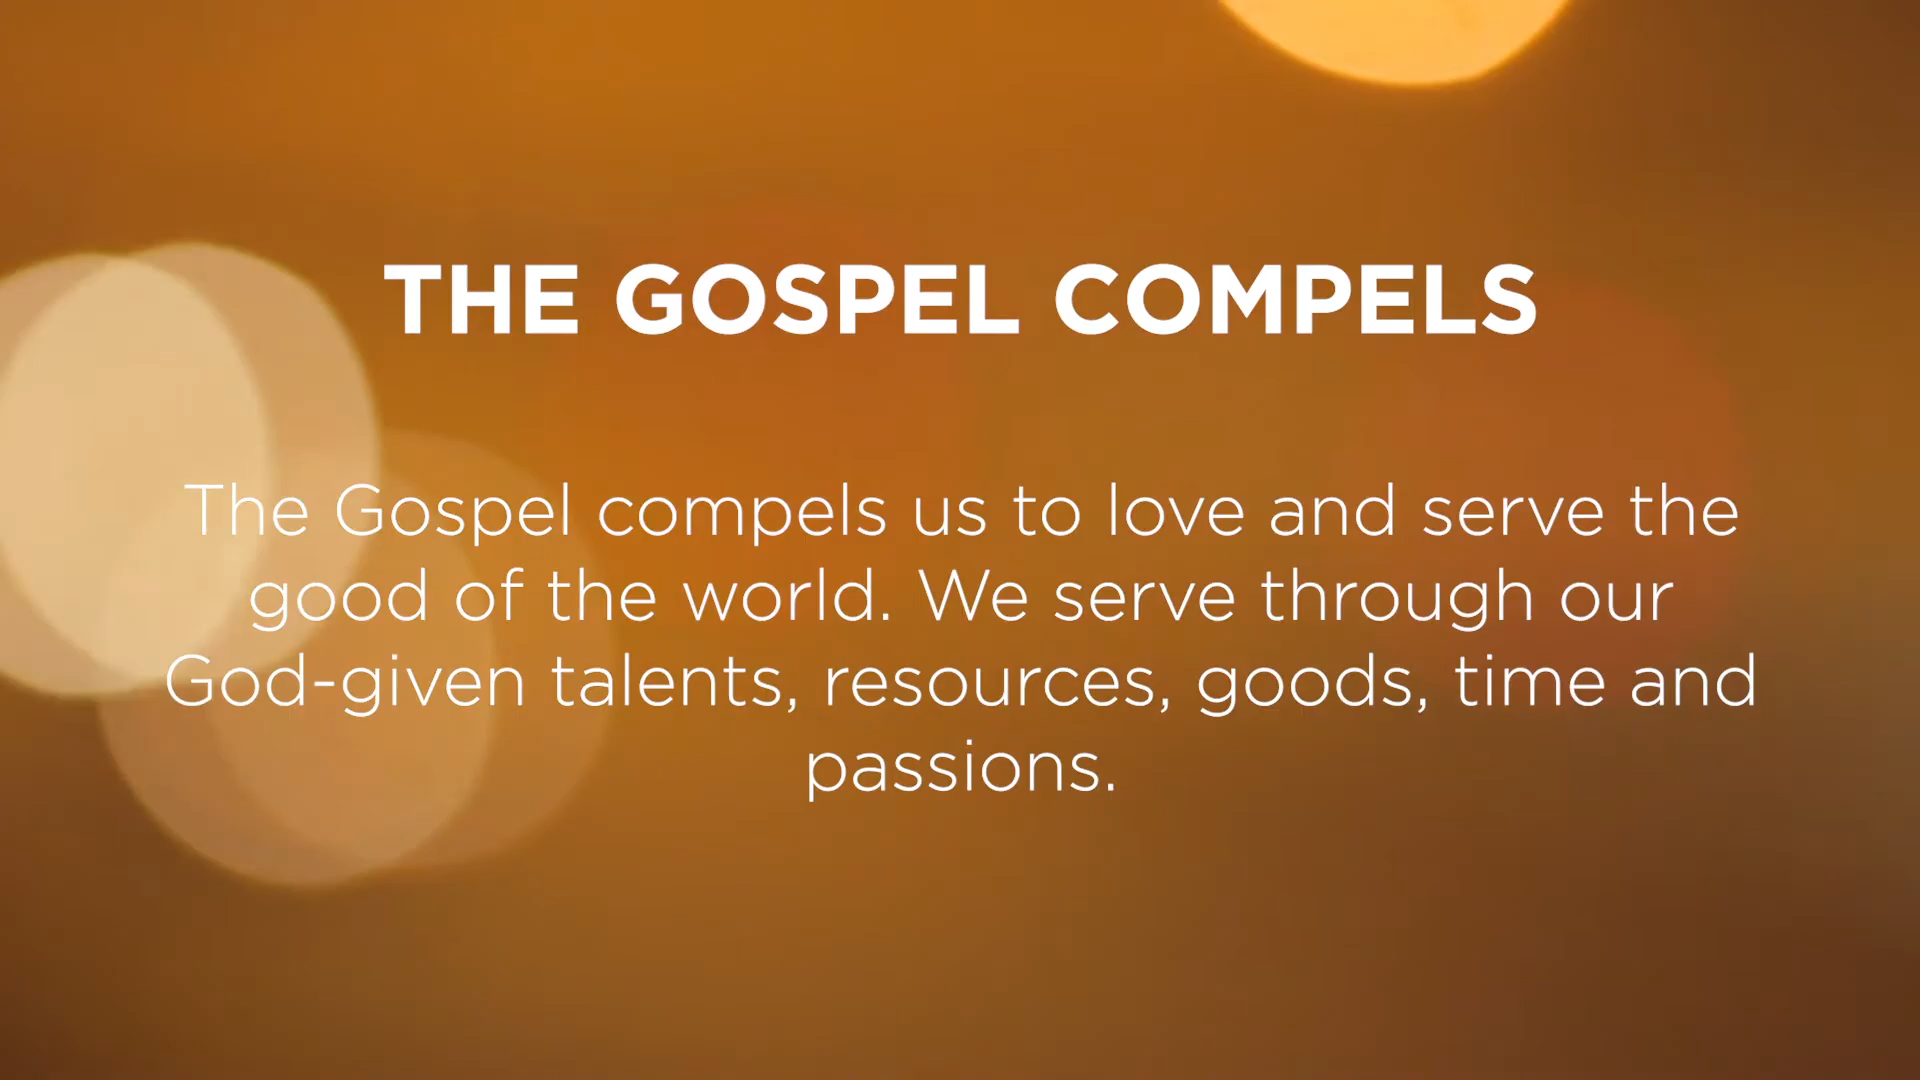 THE GOSPEL COMPELS
The Gospel compels us to love and serve the
good of the world. We serve through our
God-given talents, resources, goods, time and
passions.